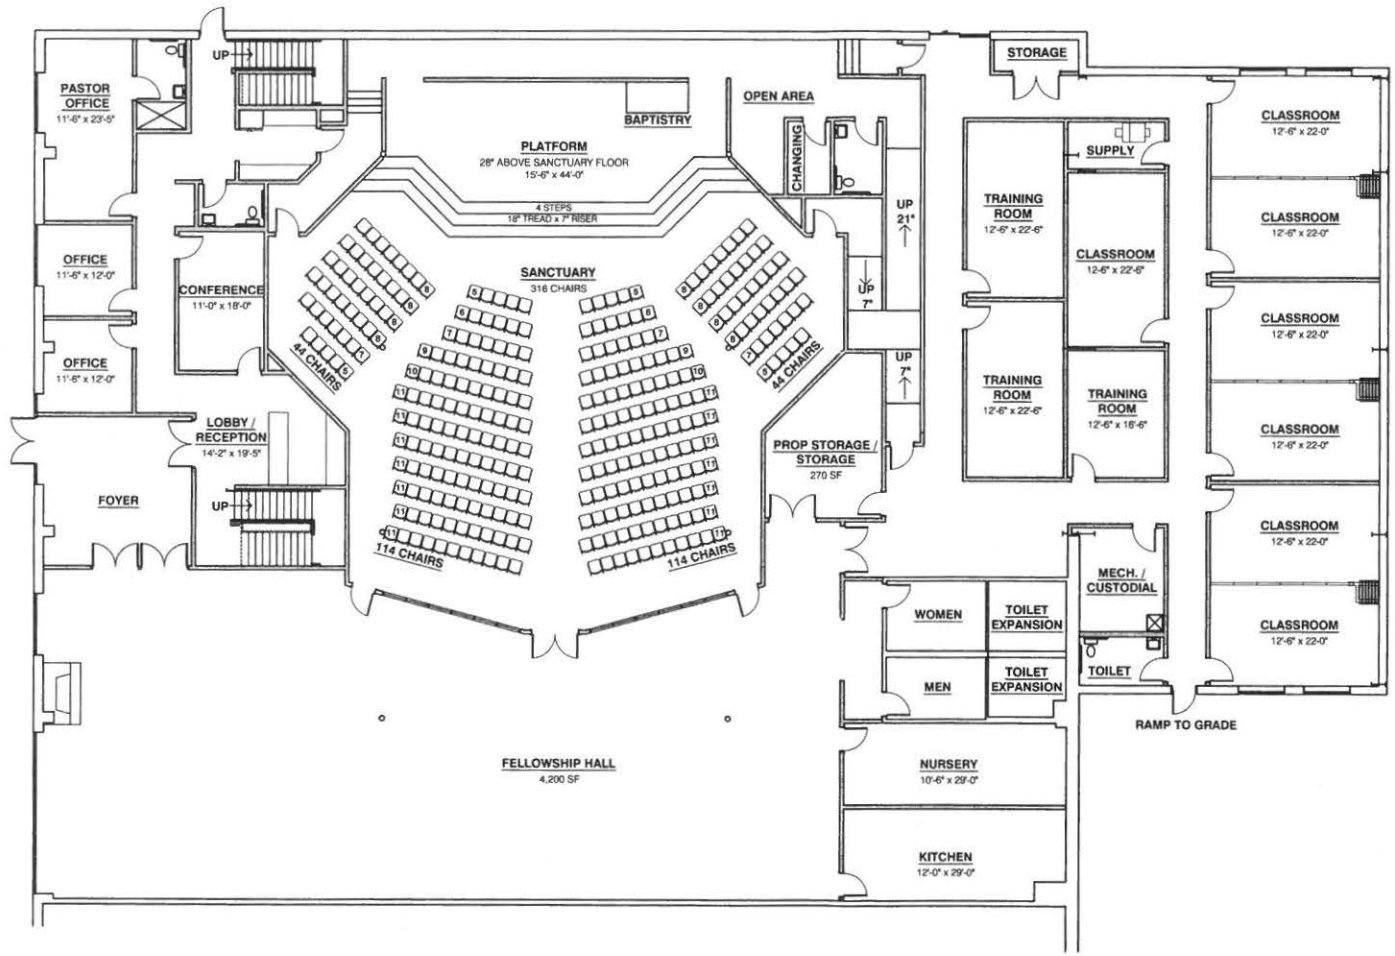 UP
STORAGE
PASTOR
OFFICE
11'-6" x 23'-5"
OPEN AREA
BAPTISTRY
CLASSROOM
12'-6" x 22-0"
PLATFORM
28" ABOVE SANCTUARY FLOOR
15'-6" x 44'-0"
CHANGING
SUPPLY
4 STEPS
18" TREAD x 7" RISER
UP
21"
TRAINING
ROOM
12'-6" x 22'-6"
CLASSROOM
12'-6" x 22-0"
OFFICE
11'-6" x 12'-0"
CONFERENCE
11'-0" x 18'-0"
SANCTUARY
316 CHAIRS
UP
7"
CLASSROOM
12-6" x 22'-6"
CLASSROOM
12'-6" x 22'-0"
OFFICE
11'-6" x 12'-0"
44 CHAIRS
44 CHAIRS
UP
7"
TRAINING
ROOM
12'-6" x 22'-6"
TRAINING
ROOM
12'-6" x 16'-6"
CLASSROOM
12'-6" x 22-0"
LOBBY /
RECEPTION
14'-2" x 19'-5"
PROP STORAGE /
STORAGE
270 SF
FOYER
UP
CLASSROOM
12'-6" x 22'-0"
114 CHAIRS
114 CHAIRS
MECH. /
CUSTODIAL
WOMEN
TOILET
EXPANSION
CLASSROOM
12'-6" x 22-0"
MEN
TOILET
EXPANSION
TOILET
RAMP TO GRADE
FELLOWSHIP HALL
4,200 SF
NURSERY
10'-6" x 29'-0"
KITCHEN
12'-0" x 29'-0"